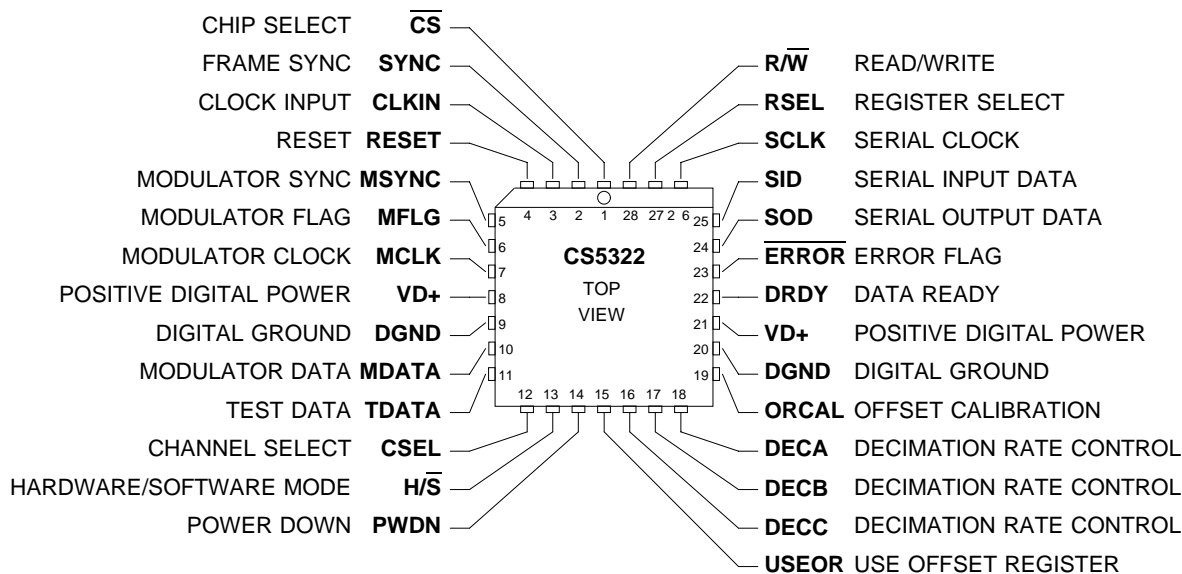 CHIP SELECT C̅S̅
FRAME SYNC SYNC
CLOCK INPUT CLKIN
RESET RESET
MODULATOR SYNC MSYNC
MODULATOR FLAG MFLG
MODULATOR CLOCK MCLK
POSITIVE DIGITAL POWER VD+
DIGITAL GROUND DGND
MODULATOR DATA MDATA
TEST DATA TDATA
CHANNEL SELECT CSEL
HARDWARE/SOFTWARE MODE H/S̅
POWER DOWN PWDN
4 3 2 1 28 27 2 6
5
6
7
8
9
10
11
CS5322
TOP
VIEW
25
24
23
22
21
20
19
12 13 14 15 16 17 18
R/W̅ READ/WRITE
RSEL REGISTER SELECT
SCLK SERIAL CLOCK
SID SERIAL INPUT DATA
SOD SERIAL OUTPUT DATA
E̅R̅R̅O̅R̅ ERROR FLAG
DRDY DATA READY
VD+ POSITIVE DIGITAL POWER
DGND DIGITAL GROUND
ORCAL OFFSET CALIBRATION
DECA DECIMATION RATE CONTROL
DECB DECIMATION RATE CONTROL
DECC DECIMATION RATE CONTROL
USEOR USE OFFSET REGISTER